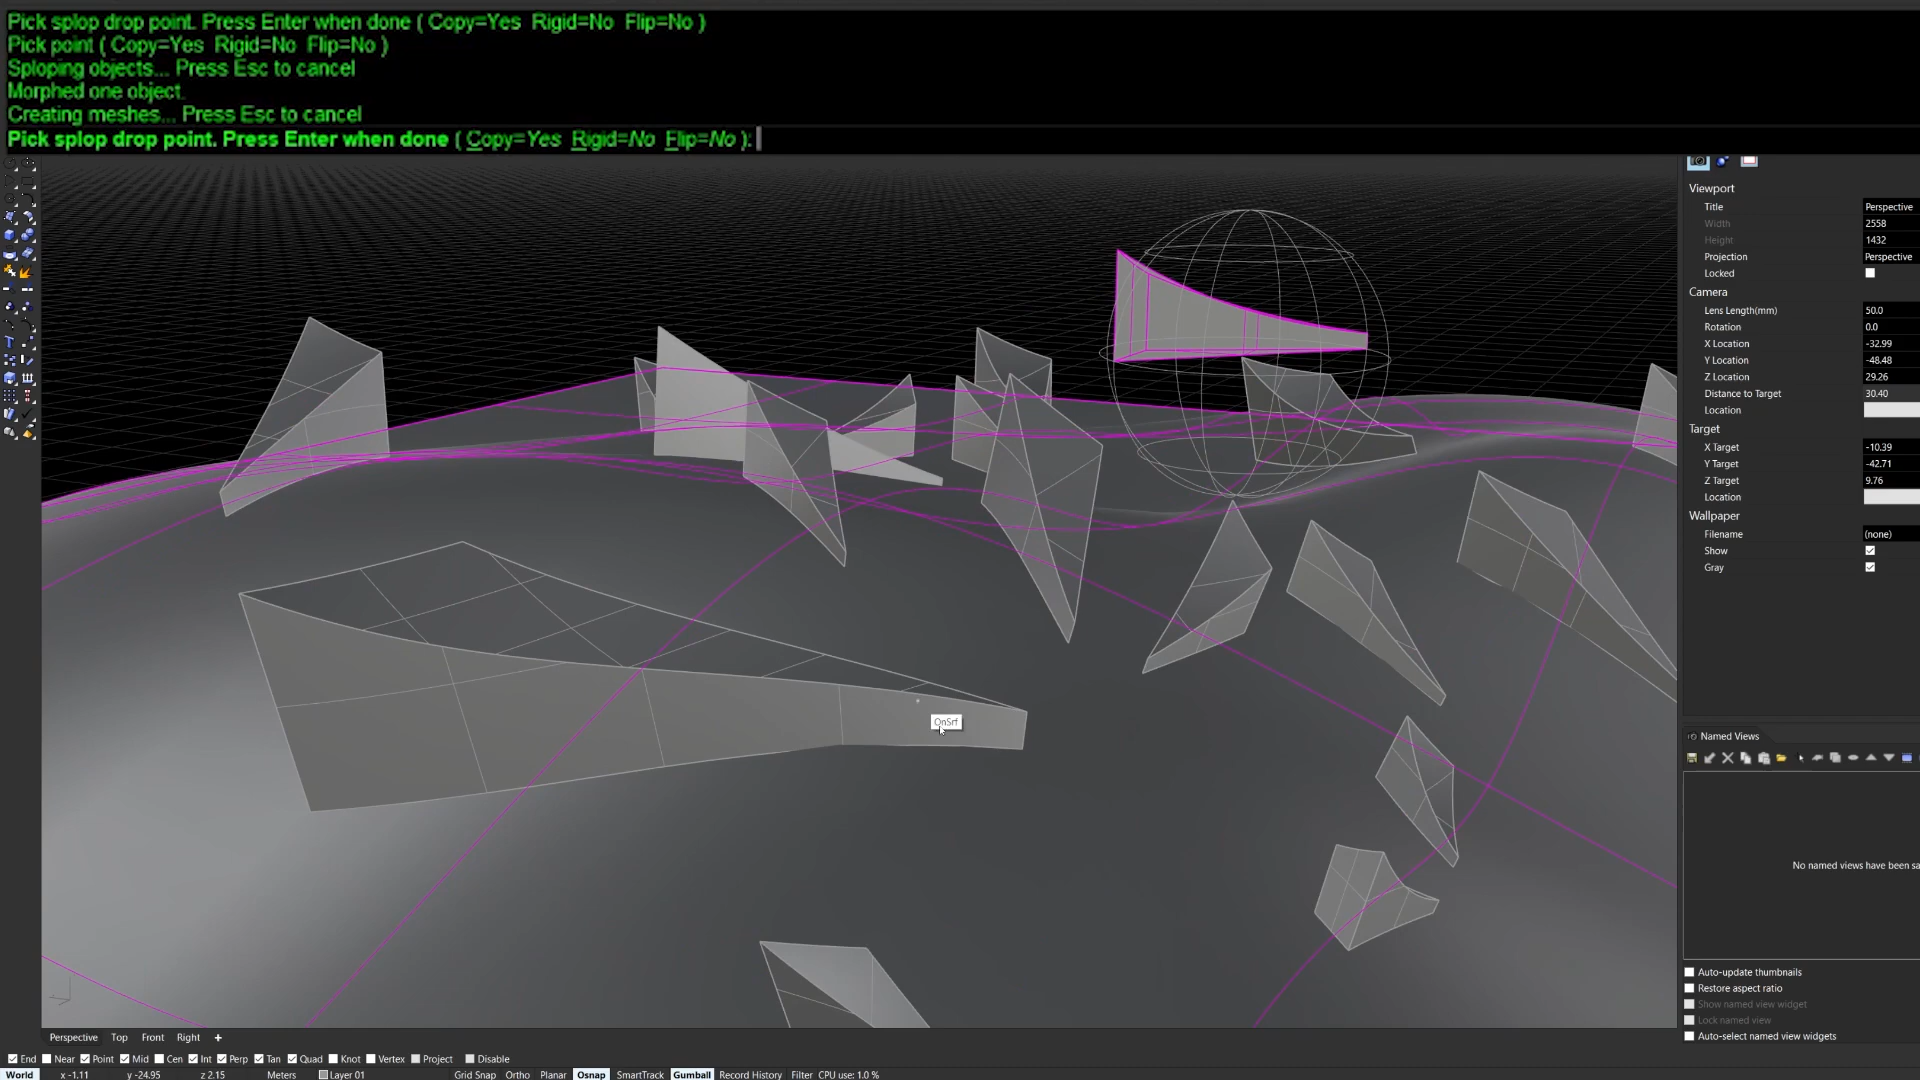 Pick splop drop point. Press Enter when done ( Copy=Yes  Rigid=No  Flip=No )
Pick point ( Copy=Yes  Rigid=No  Flip=No )
Sploping objects...  Press Esc to cancel
Morphed one object.
Creating meshes...  Press Esc to cancel
Pick splop drop point. Press Enter when done ( Copy=Yes  Rigid=No  Flip=No ):
Viewport
Title Perspective
Width 2558
Height 1432
Projection Perspective
Locked
Camera
Lens Length(mm) 50.0
Rotation 0.0
X Location -32.99
Y Location -48.48
Z Location 29.26
Distance to Target 30.40
Location
Target
X Target -10.39
Y Target -42.71
Z Target 9.76
Location
Wallpaper
Filename (none)
Show
Gray
OnSrf
Named Views
No named views have been sa
Auto-update thumbnails
Restore aspect ratio
Show named view widget
Lock named view
Auto-select named view widgets
Perspective Top Front Right +
End Near Point Mid Cen Int Perp Tan Quad Knot Vertex Project Disable
World x -1.11 y -24.95 z 2.15 Meters Layer 01 Grid Snap Ortho Planar Osnap SmartTrack Gumball Record History Filter CPU use: 1.0 %